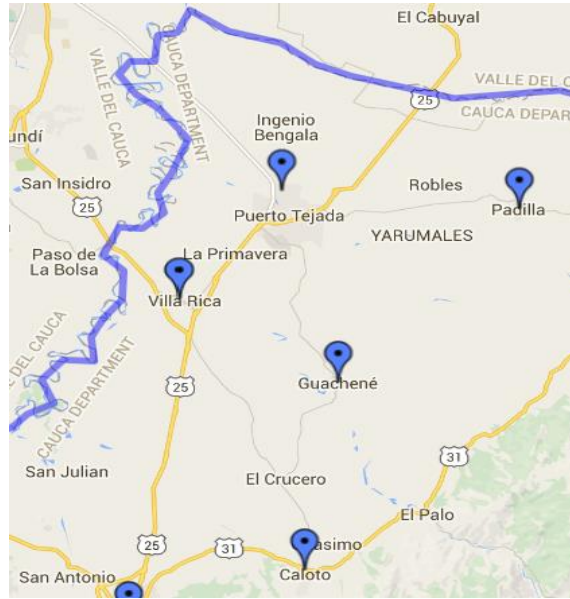 El Cabuyal
CAUCA DEPARTMENT
VALLE DEL CAUCA
VALLE DEL C
CAUCA DEPAR
25
Ingenio
Bengala
undí
San Insidro
25
Robles
Padilla
Puerto Tejada
YARUMALES
Paso de
La Bolsa
La Primavera
Villa Rica
LE DEL CAUCA
CAUCA DEPARTMENT
25
Guachené
San Julian
31
El Crucero
El Palo
25
31
asimo
San Antonio
Caloto